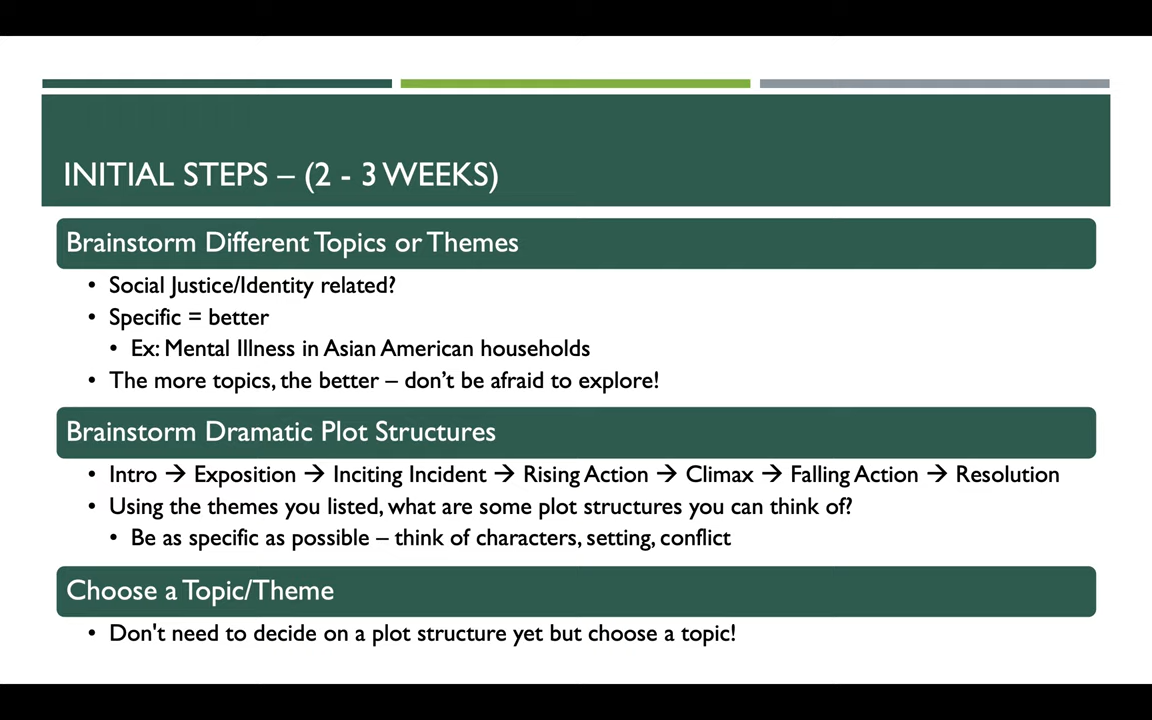 INITIAL STEPS – (2 - 3 WEEKS)
Brainstorm Different Topics or Themes
• Social Justice/Identity related?
• Specific = better
• Ex: Mental Illness in Asian American households
• The more topics, the better – don't be afraid to explore!
Brainstorm Dramatic Plot Structures
• Intro → Exposition → Inciting Incident → Rising Action → Climax → Falling Action → Resolution
• Using the themes you listed, what are some plot structures you can think of?
• Be as specific as possible – think of characters, setting, conflict
Choose a Topic/Theme
• Don't need to decide on a plot structure yet but choose a topic!